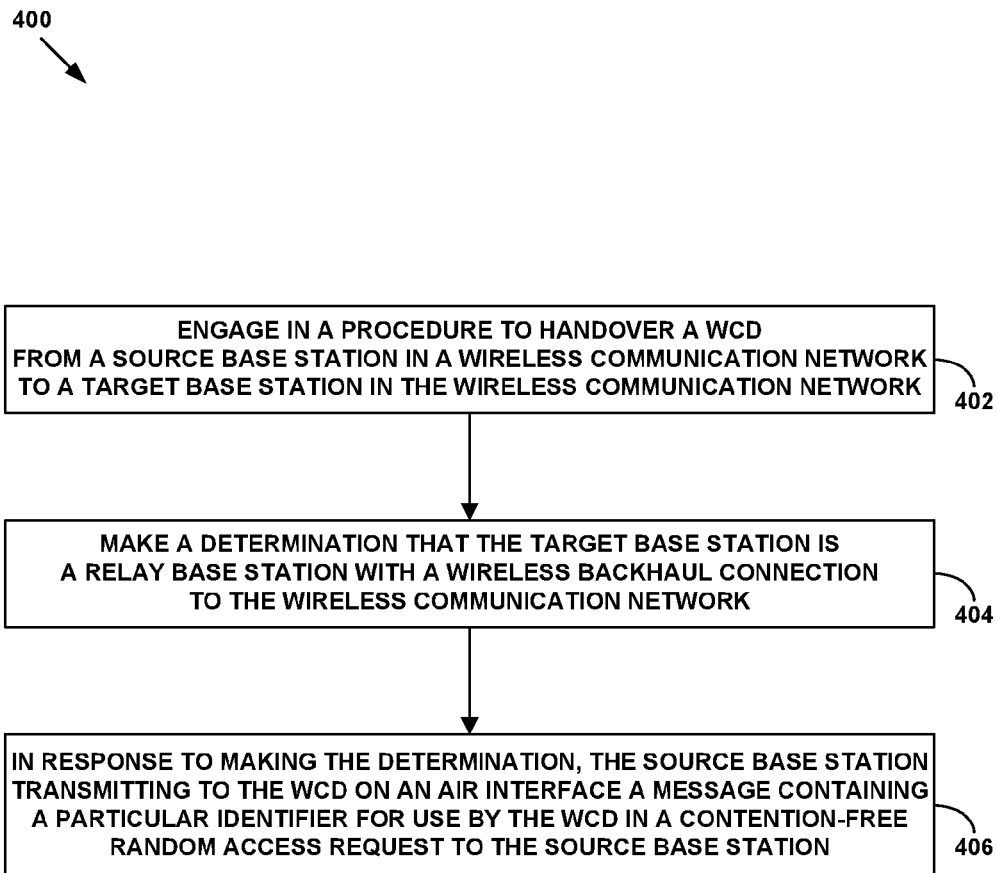 400
ENGAGE IN A PROCEDURE TO HANDOVER A WCD
FROM A SOURCE BASE STATION IN A WIRELESS COMMUNICATION NETWORK
TO A TARGET BASE STATION IN THE WIRELESS COMMUNICATION NETWORK
402
MAKE A DETERMINATION THAT THE TARGET BASE STATION IS
A RELAY BASE STATION WITH A WIRELESS BACKHAUL CONNECTION
TO THE WIRELESS COMMUNICATION NETWORK
404
IN RESPONSE TO MAKING THE DETERMINATION, THE SOURCE BASE STATION
TRANSMITTING TO THE WCD ON AN AIR INTERFACE A MESSAGE CONTAINING
A PARTICULAR IDENTIFIER FOR USE BY THE WCD IN A CONTENTION-FREE
RANDOM ACCESS REQUEST TO THE SOURCE BASE STATION
406